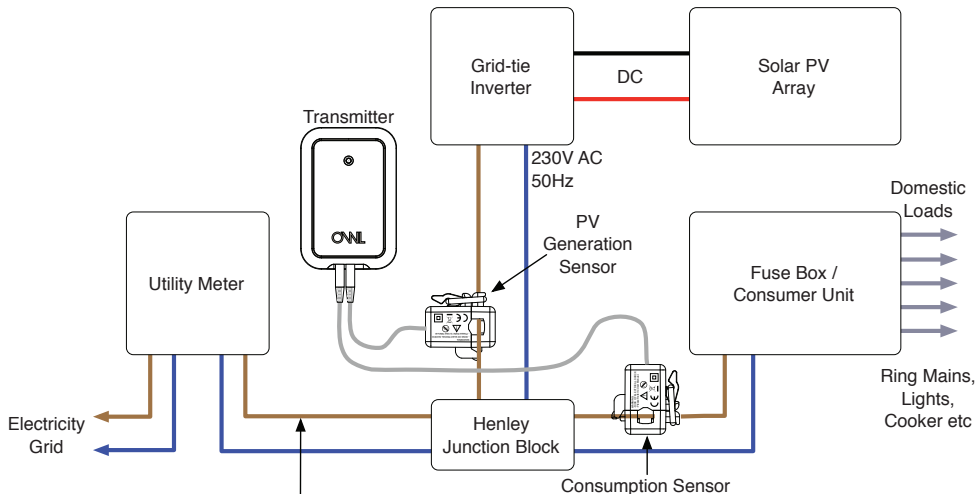 Grid-tie
Inverter
DC
Solar PV
Array
Transmitter
OWL
230V AC
50Hz
PV
Generation
Sensor
Domestic
Loads
Utility Meter
Fuse Box /
Consumer Unit
Electricity
Grid
Henley
Junction Block
Ring Mains,
Lights,
Cooker etc
Consumption Sensor